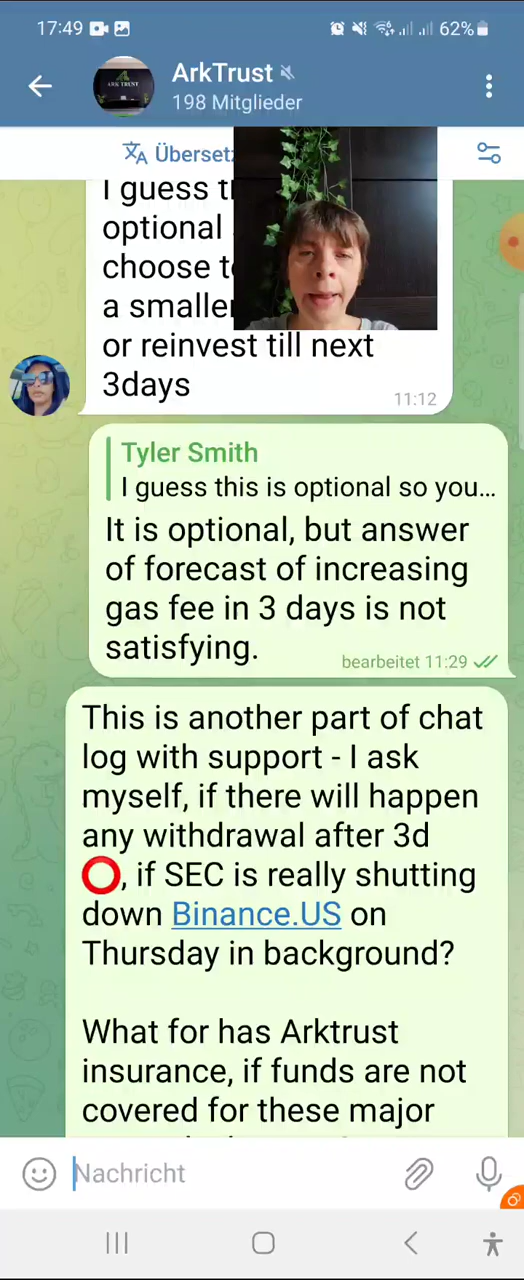 17:49
62%
ArkTrust
198 Mitglieder
ARK TRUST
I guess
optional
choose
a smaller
or reinvest till next
3days
11:12
Tyler Smith
I guess this is optional so you...
It is optional, but answer
of forecast of increasing
gas fee in 3 days is not
satisfying.
bearbeitet 11:29
This is another part of chat
log with support - I ask
myself, if there will happen
any withdrawal after 3d
⭕, if SEC is really shutting
down Binance.US on
Thursday in background?
What for has Arktrust
insurance, if funds are not
covered for these major
Nachricht